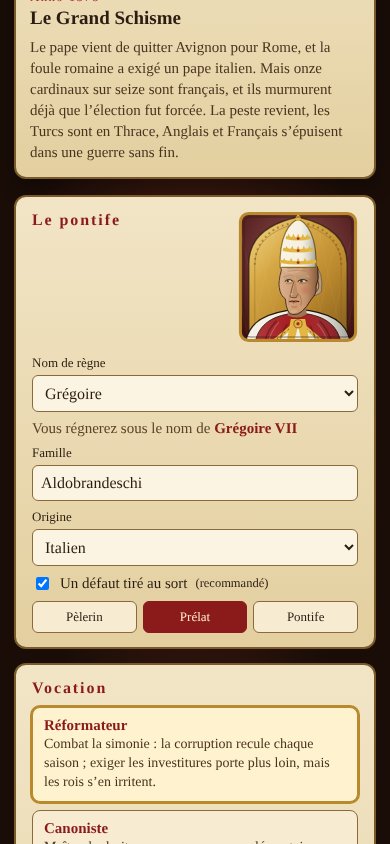 Le Grand Schisme
Le pape vient de quitter Avignon pour Rome, et la
foule romaine a exigé un pape italien. Mais onze
cardinaux sur seize sont français, et ils murmurent
déjà que l’élection fut forcée. La peste revient, les
Turcs sont en Thrace, Anglais et Français s’épuisent
dans une guerre sans fin.
Le pontife
Nom de règne
Grégoire
Vous régnerez sous le nom de Grégoire VII
Famille
Aldobrandeschi
Origine
Italien
Un défaut tiré au sort (recommandé)
Pèlerin
Prélat
Pontife
Vocation
Réformateur
Combat la simonie : la corruption recule chaque
saison ; exiger les investitures porte plus loin, mais
les rois s’en irritent.
Canoniste